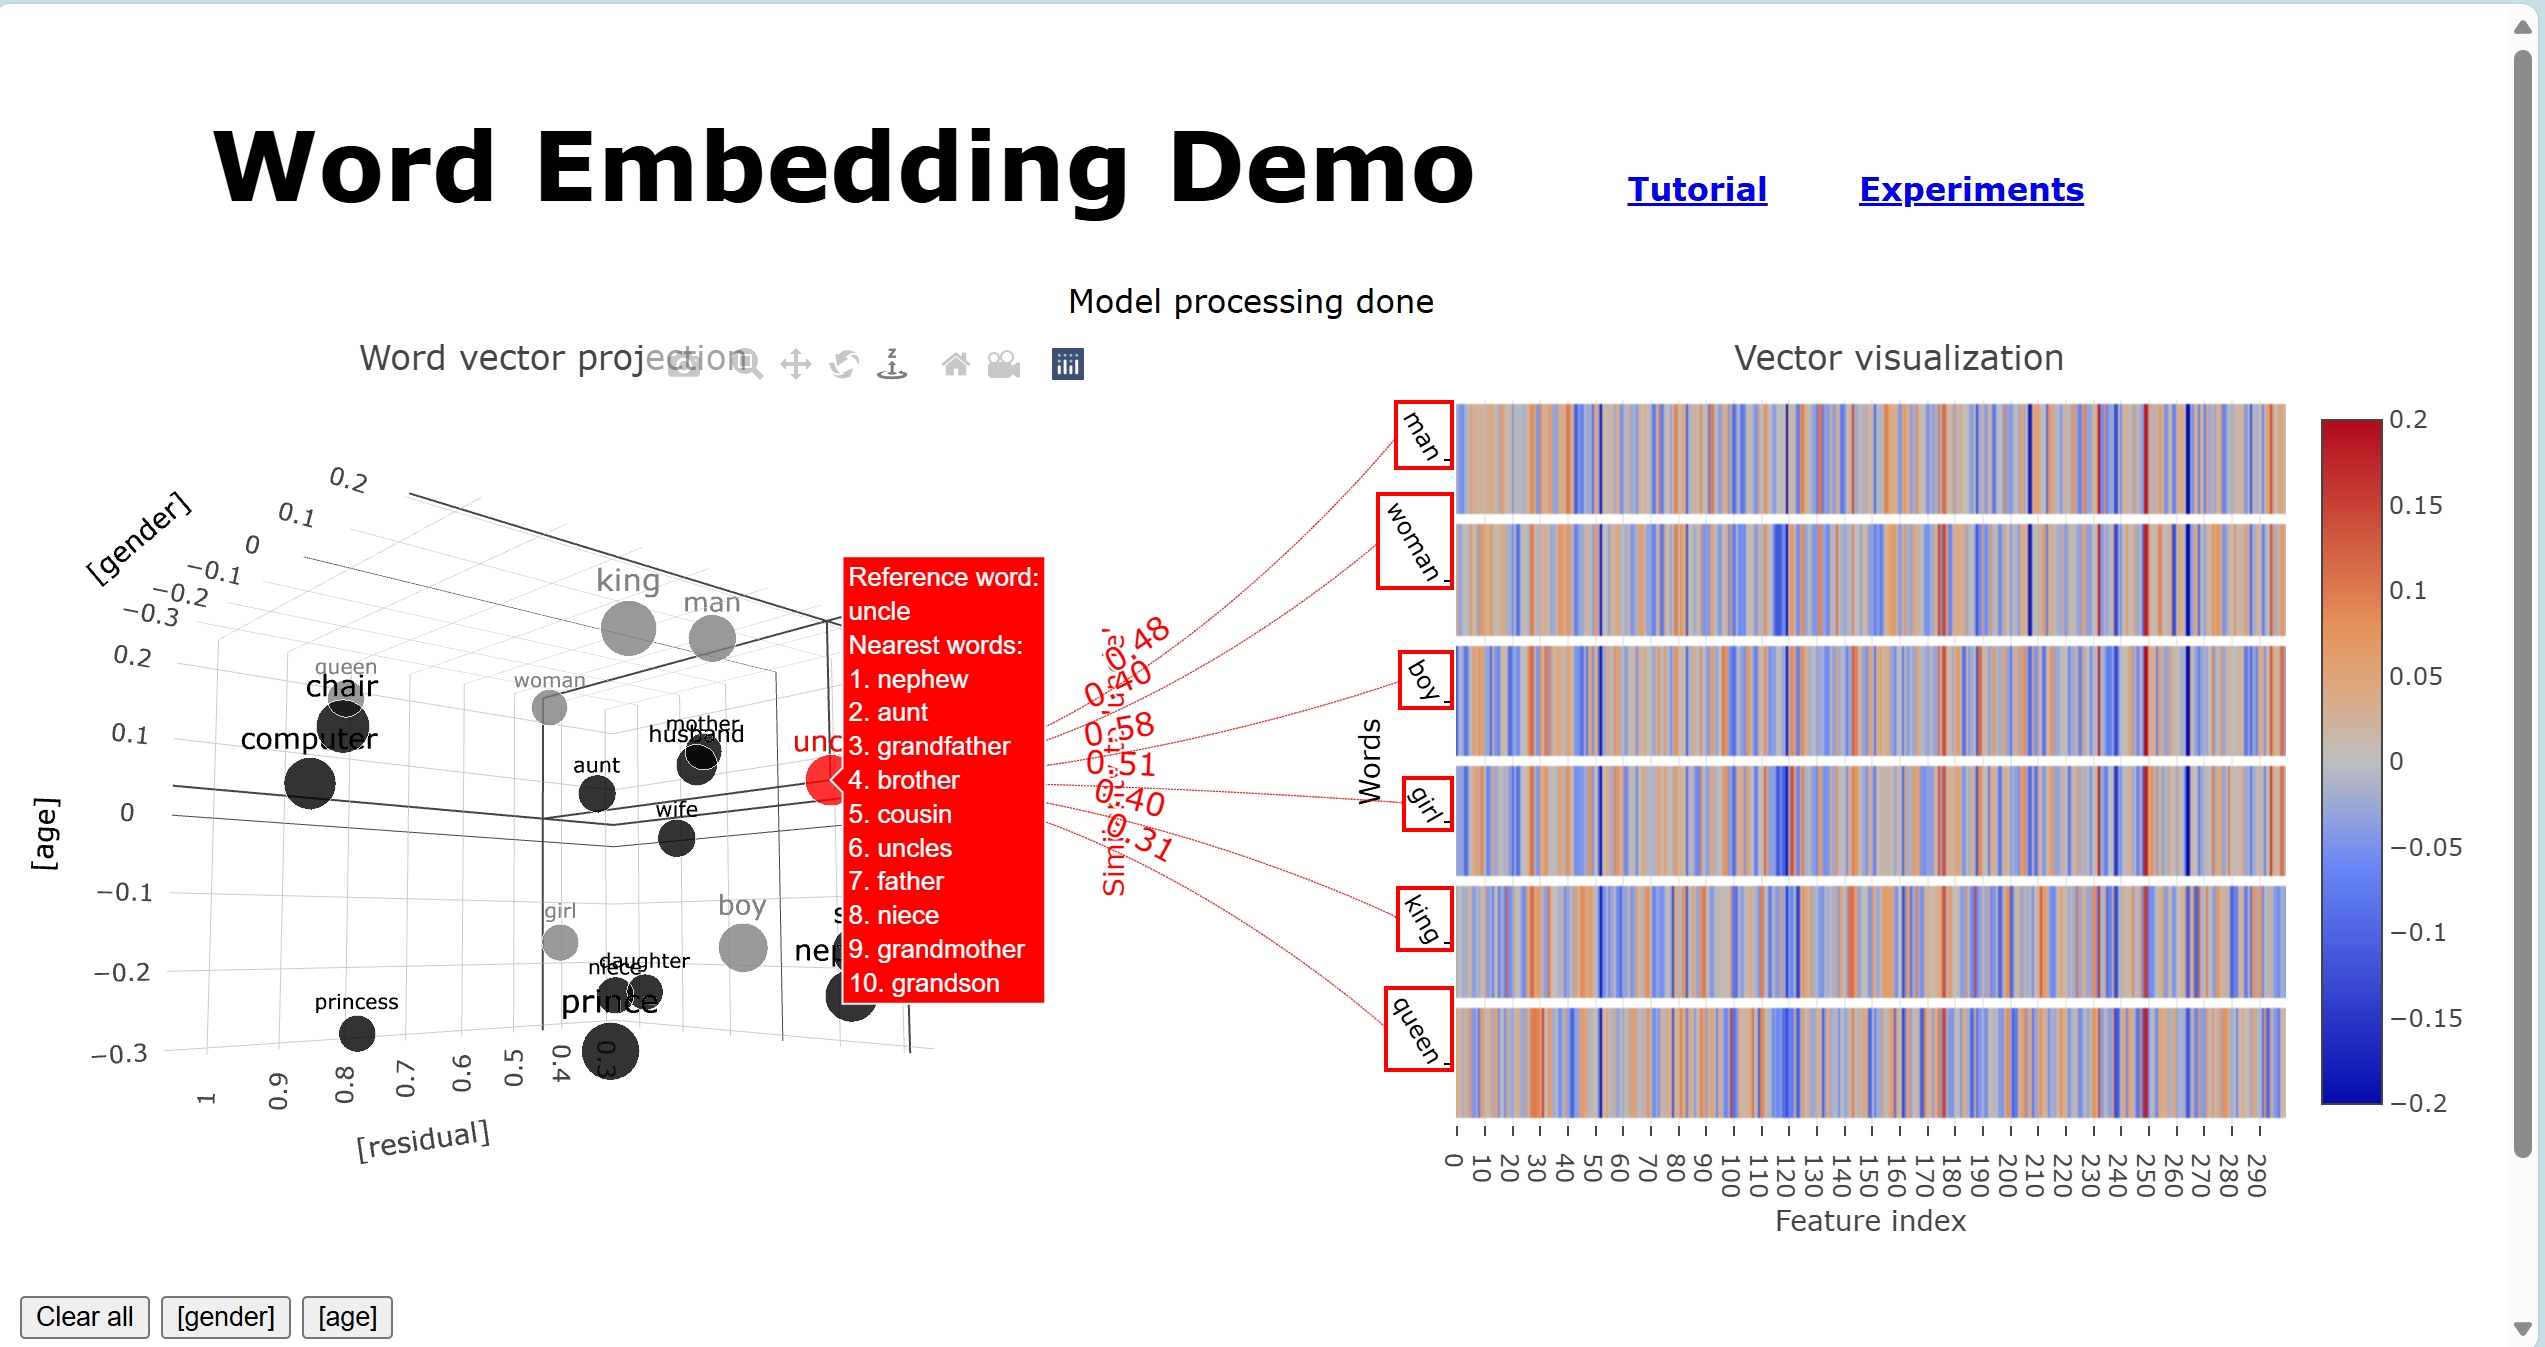 Word Embedding Demo
Tutorial
Experiments
Model processing done
Word vector projection
Vector visualization
[gender]
0.2
0.1
0
−0.1
−0.2
−0.3
[age]
0.2
0.1
0
−0.1
−0.2
−0.3
1
0.9
0.8
0.7
0.6
0.5
0.4
0.3
[residual]
king
man
queen
chair
woman
computer
mother
husband
aunt
wife
girl
boy
daughter
niece
prince
princess
Reference word:
uncle
Nearest words:
1. nephew
2. aunt
3. grandfather
4. brother
5. cousin
6. uncles
7. father
8. niece
9. grandmother
10. grandson
0.48
0.40
0.58
0.51
0.40
0.31
Words
man
woman
boy
girl
king
queen
0 10 20 30 40 50 60 70 80 90 100 110 120 130 140 150 160 170 180 190 200 210 220 230 240 250 260 270 280 290
Feature index
0.2
0.15
0.1
0.05
0
−0.05
−0.1
−0.15
−0.2
Clear all
[gender]
[age]